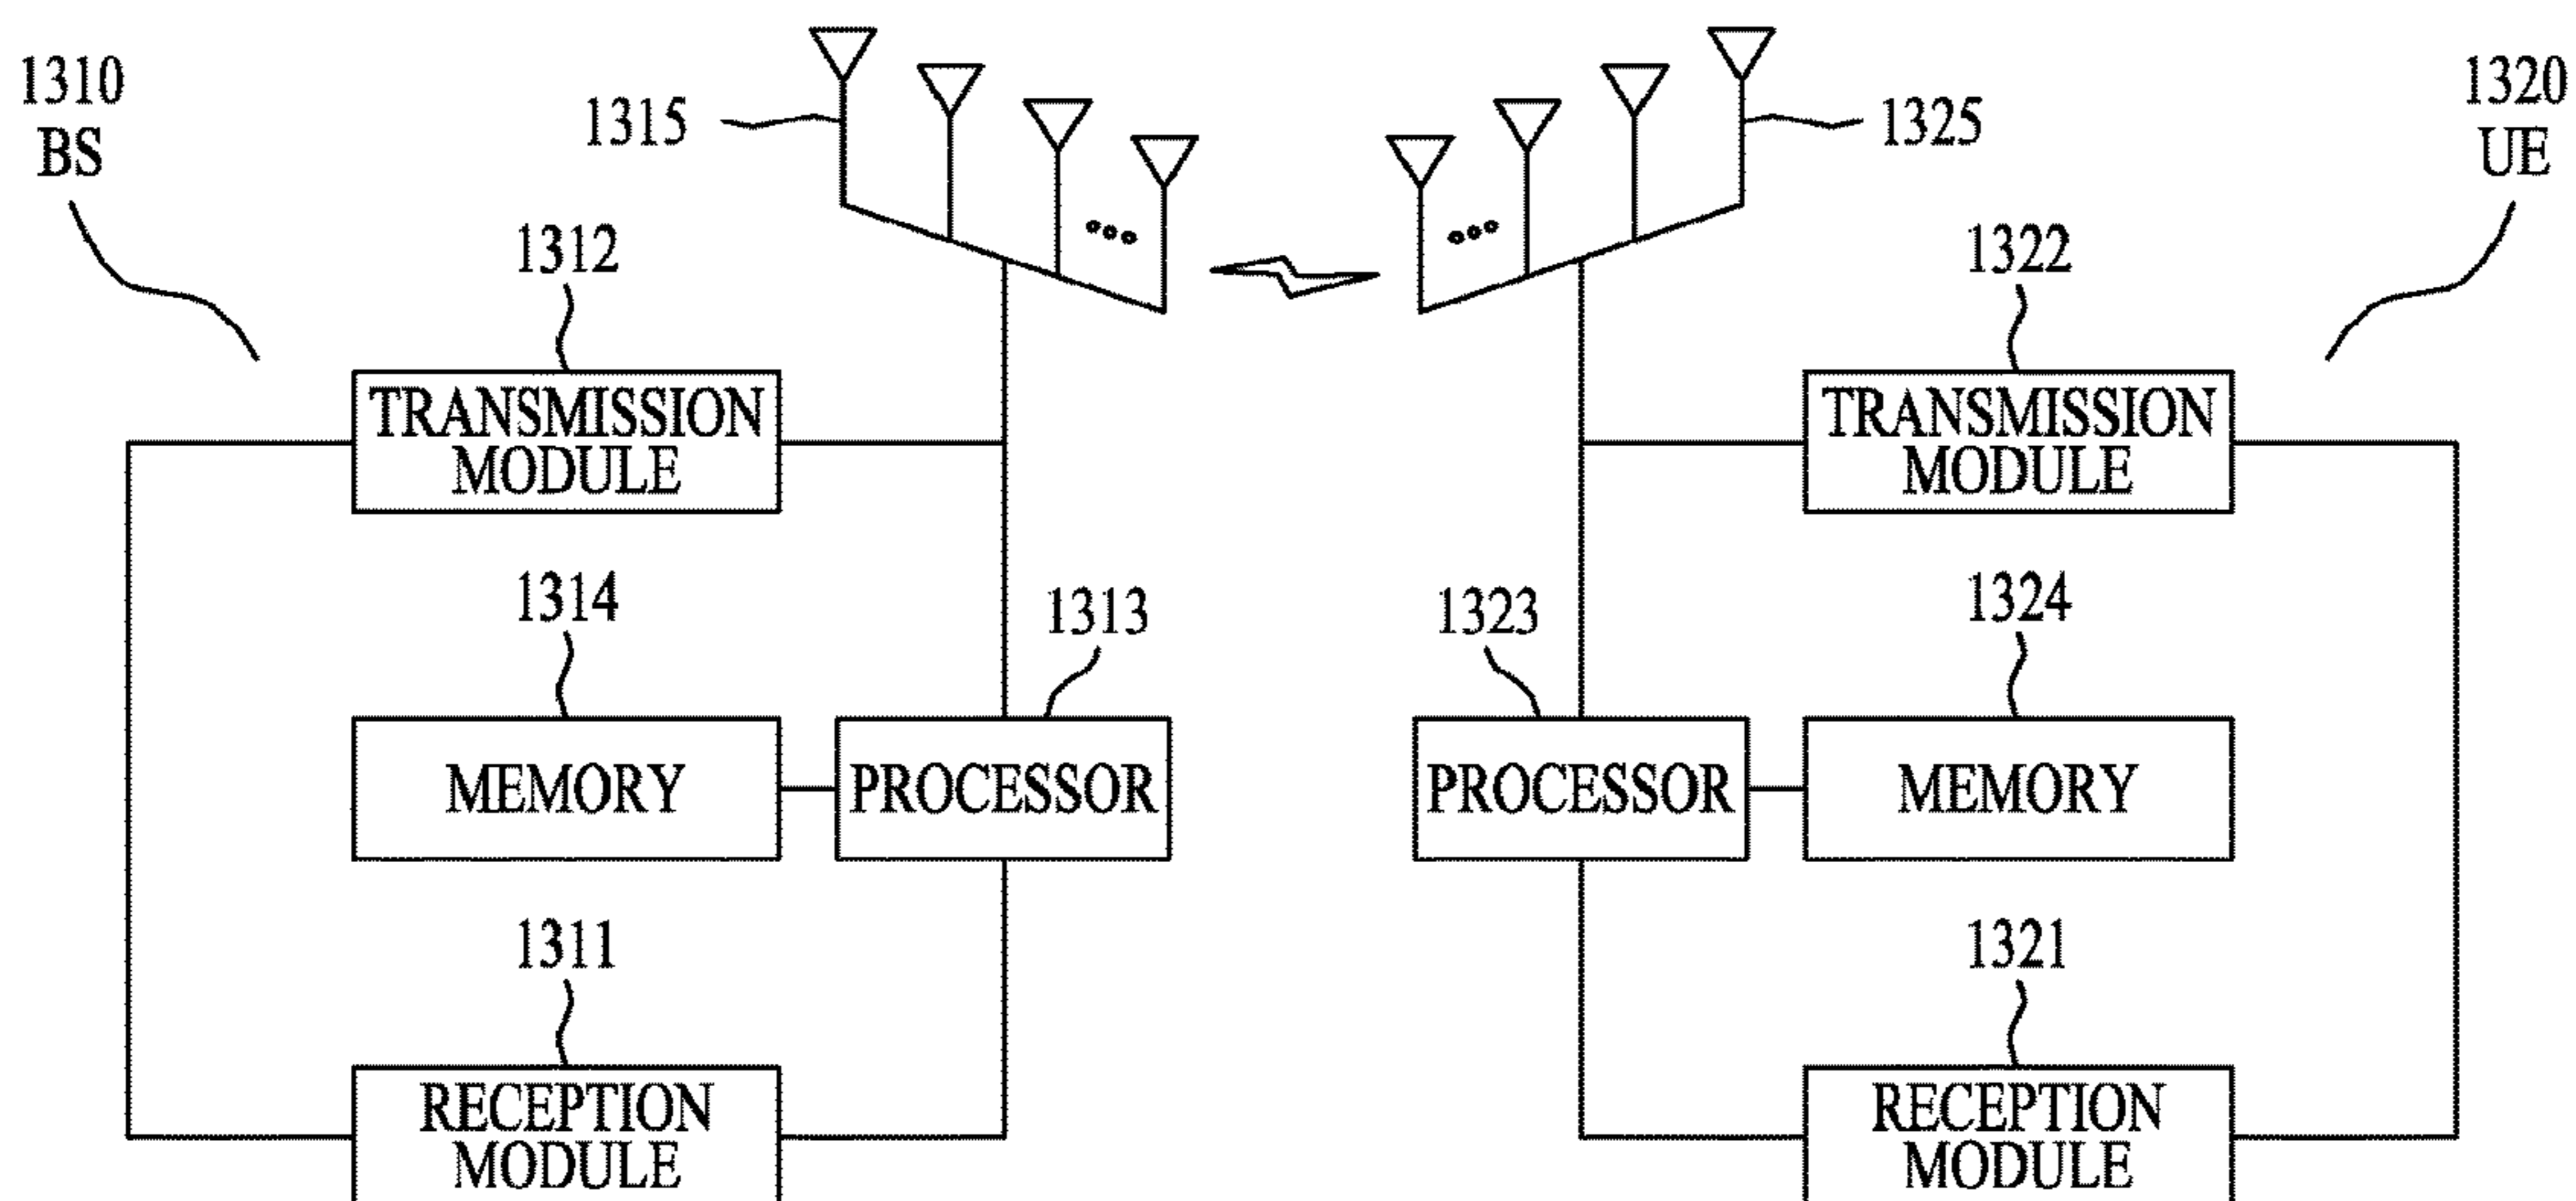 1310
BS
1315
1325
1320
UE
1312
1322
TRANSMISSION
MODULE
TRANSMISSION
MODULE
1314
1313
1323
1324
MEMORY
PROCESSOR
PROCESSOR
MEMORY
1311
1321
RECEPTION
MODULE
RECEPTION
MODULE